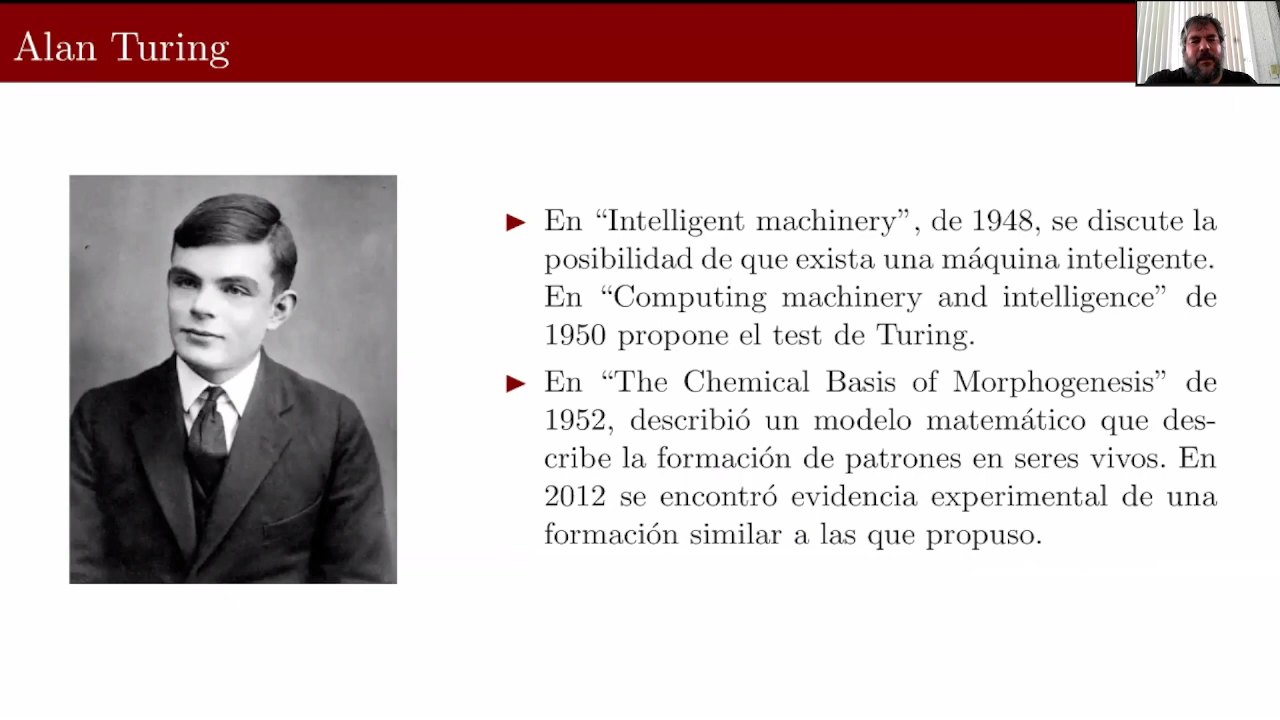 Alan Turing
En “Intelligent machinery”, de 1948, se discute la
posibilidad de que exista una máquina inteligente.
En “Computing machinery and intelligence” de
1950 propone el test de Turing.
En “The Chemical Basis of Morphogenesis” de
1952, describió un modelo matemático que des-
cribe la formación de patrones en seres vivos. En
2012 se encontró evidencia experimental de una
formación similar a las que propuso.